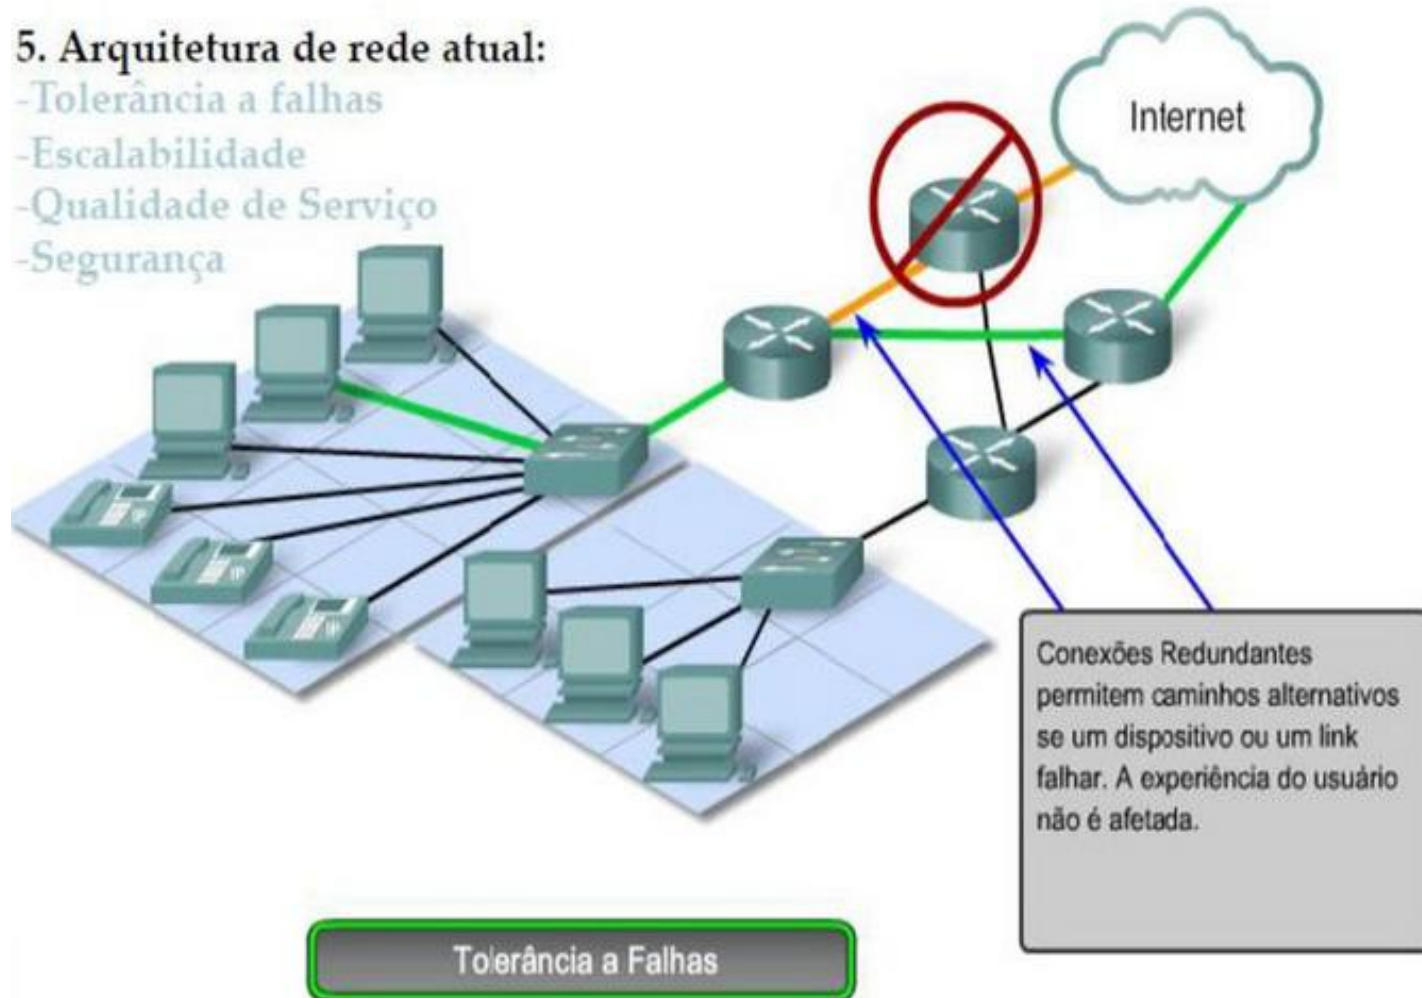 5. Arquitetura de rede atual:
-Tolerância a falhas
-Escalabilidade
-Qualidade de Serviço
-Segurança
Internet
Conexões Redundantes
permitem caminhos alternativos
se um dispositivo ou um link
falhar. A experiência do usuário
não é afetada.
Tolerância a Falhas